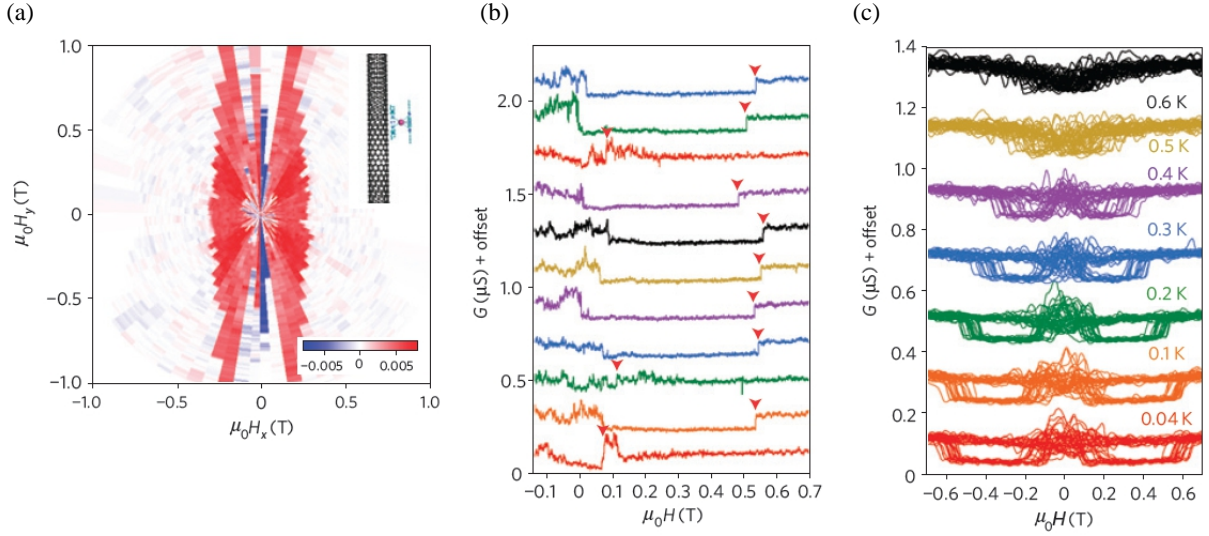 (a)
1.0
0.5
0
−0.5
−1.0
μ₀H_y (T)
−0.005 0 0.005
−1.0 −0.5 0 0.5 1.0
μ₀H_x (T)
(b)
2.0
1.5
1.0
0.5
0
G (μS) + offset
−0.1 0 0.1 0.2 0.3 0.4 0.5 0.6 0.7
μ₀H (T)
(c)
1.4
1.2
1.0
0.8
0.6
0.4
0.2
0
G (μS) + offset
0.6 K
0.5 K
0.4 K
0.3 K
0.2 K
0.1 K
0.04 K
−0.6 −0.4 −0.2 0 0.2 0.4 0.6
μ₀H (T)